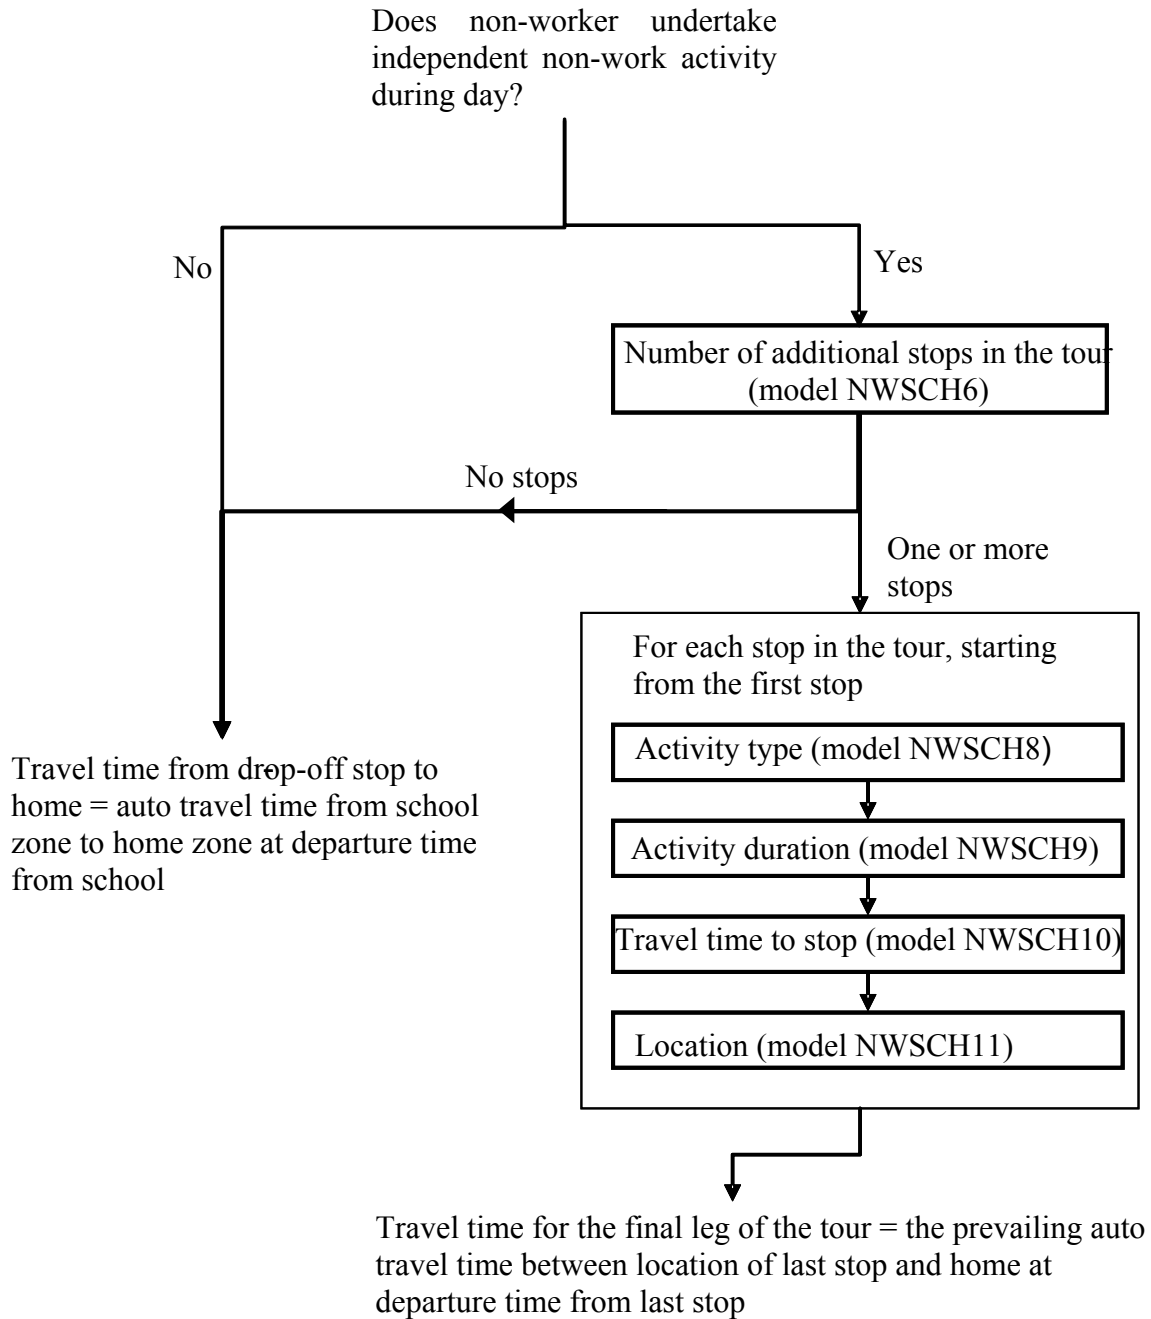 Does non-worker undertake
independent non-work activity
during day?
No
Yes
Number of additional stops in the tour
(model NWSCH6)
No stops
One or more
stops
For each stop in the tour, starting
from the first stop
Activity type (model NWSCH8)
Activity duration (model NWSCH9)
Travel time to stop (model NWSCH10)
Location (model NWSCH11)
Travel time from drop-off stop to
home = auto travel time from school
zone to home zone at departure time
from school
Travel time for the final leg of the tour = the prevailing auto
travel time between location of last stop and home at
departure time from last stop